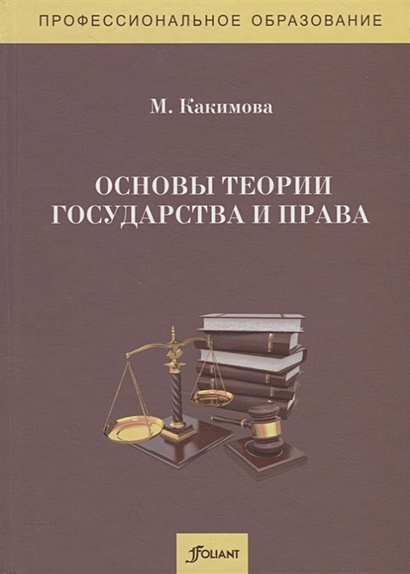 ПРОФЕССИОНАЛЬНОЕ ОБРАЗОВАНИЕ
М. Какимова
ОСНОВЫ ТЕОРИИ
ГОСУДАРСТВА И ПРАВА
FOLIANT